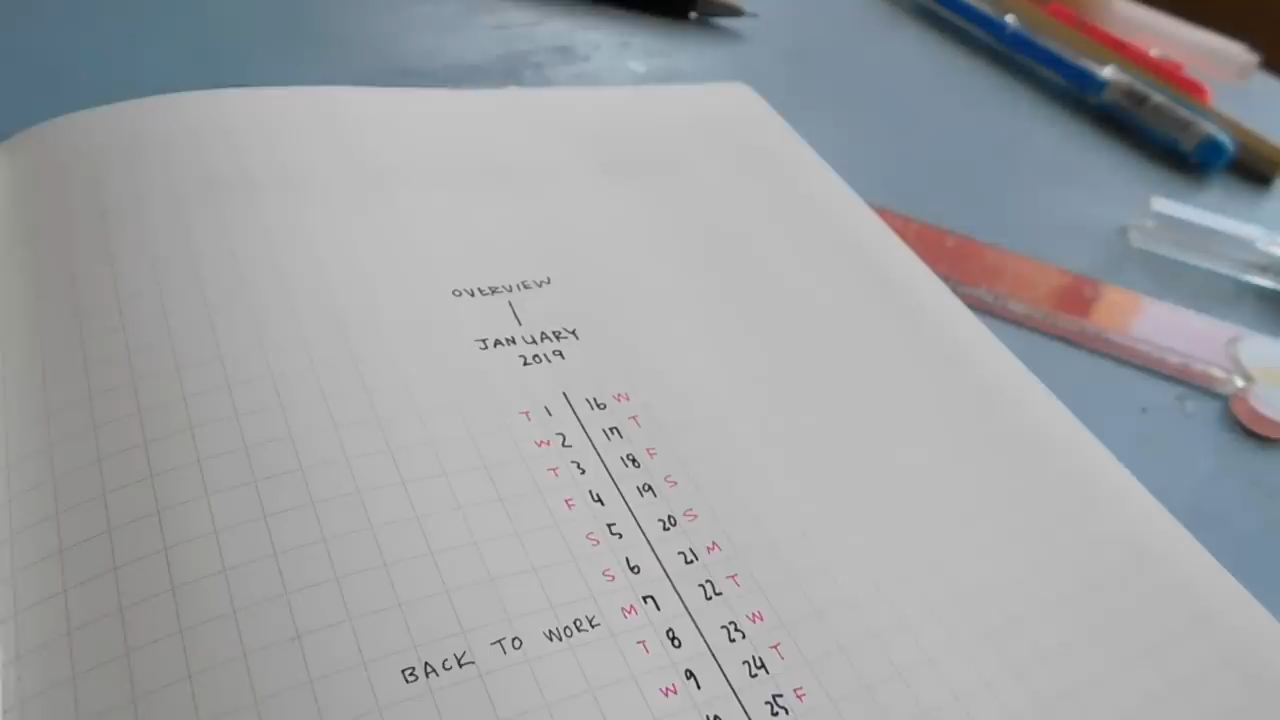 OVERVIEW
JANUARY
2019
T 1 16 W
W 2 17 T
T 3 18 F
F 4 19 S
S 5 20 S
S 6 21 M
BACK TO WORK M 7 22 T
T 8 23 W
W 9 24 T
25 F